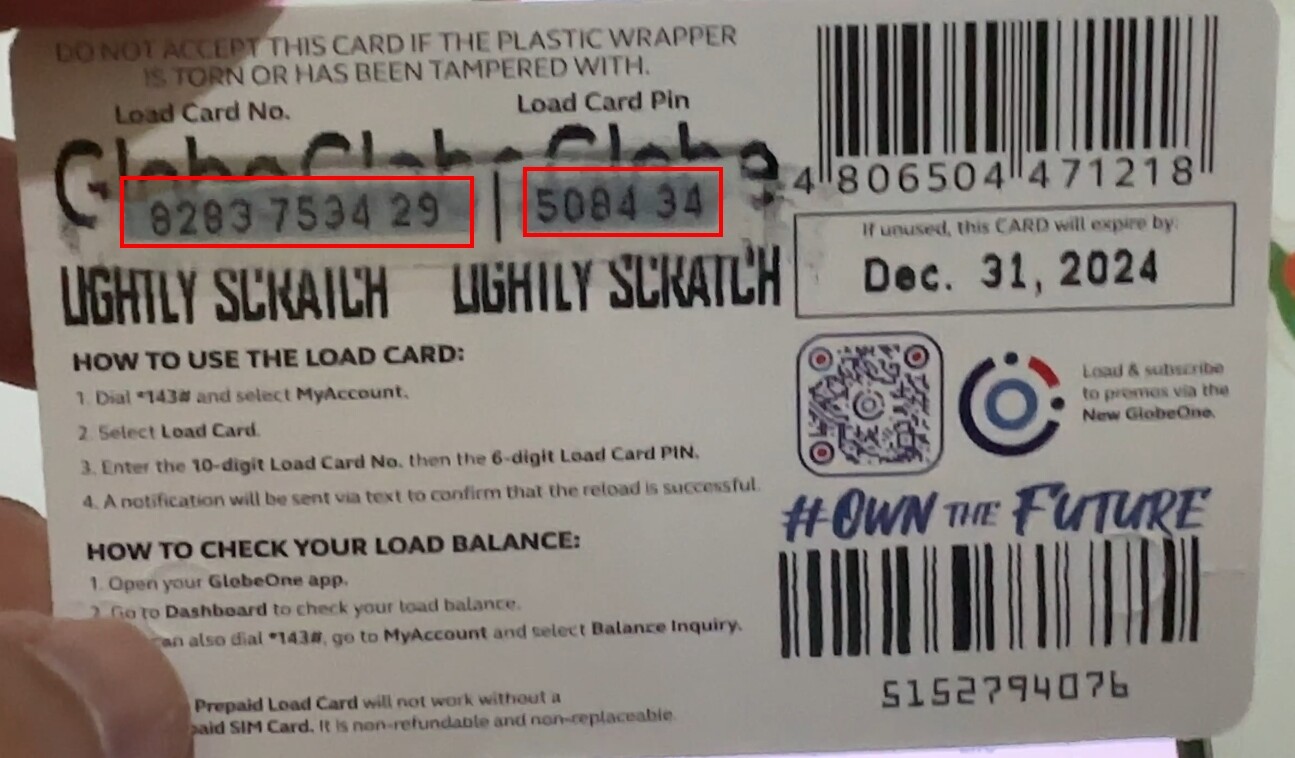 DO NOT ACCEPT THIS CARD IF THE PLASTIC WRAPPER
IS TORN OR HAS BEEN TAMPERED WITH.
Load Card No.
Load Card Pin
Globe Globe Globe
8283 7534 29 | 5084 34
LIGHTLY SCRATCH LIGHTLY SCRATCH
HOW TO USE THE LOAD CARD:
1. Dial *143# and select MyAccount.
2. Select Load Card.
3. Enter the 10-digit Load Card No. then the 6-digit Load Card PIN.
4. A notification will be sent via text to confirm that the reload is successful.
HOW TO CHECK YOUR LOAD BALANCE:
1. Open your GlobeOne app.
2. Go to Dashboard to check your load balance.
an also dial *143#, go to MyAccount and select Balance Inquiry.
Prepaid Load Card will not work without a
paid SIM Card. It is non-refundable and non-replaceable.
4 806504 471218
If unused, this CARD will expire by:
Dec. 31, 2024
Load & subscribe
to promos via the
New GlobeOne.
#OWN THE FUTURE
5152794076